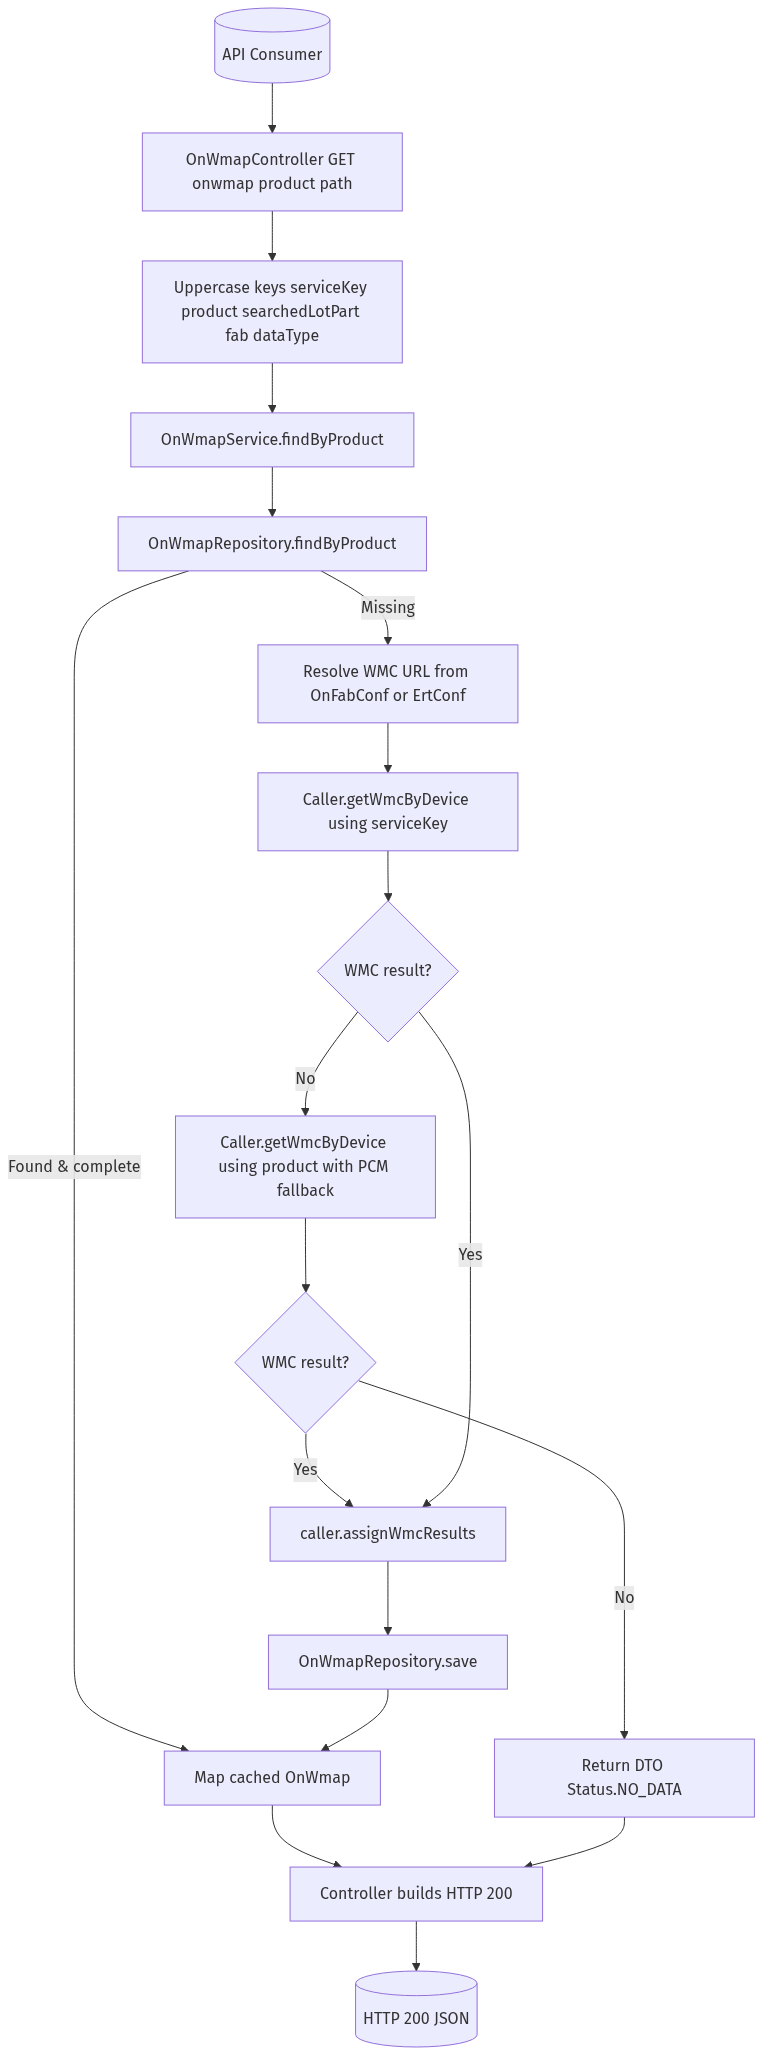 API Consumer
OnWmapController GET
onwmap product path
Uppercase keys serviceKey
product searchedLotPart
fab dataType
OnWmapService.findByProduct
OnWmapRepository.findByProduct
Missing
Resolve WMC URL from
OnFabConf or ErtConf
Caller.getWmcByDevice
using serviceKey
WMC result?
No
Caller.getWmcByDevice
using product with PCM
fallback
Found & complete
Yes
WMC result?
Yes
caller.assignWmcResults
No
OnWmapRepository.save
Map cached OnWmap
Return DTO
Status.NO_DATA
Controller builds HTTP 200
HTTP 200 JSON